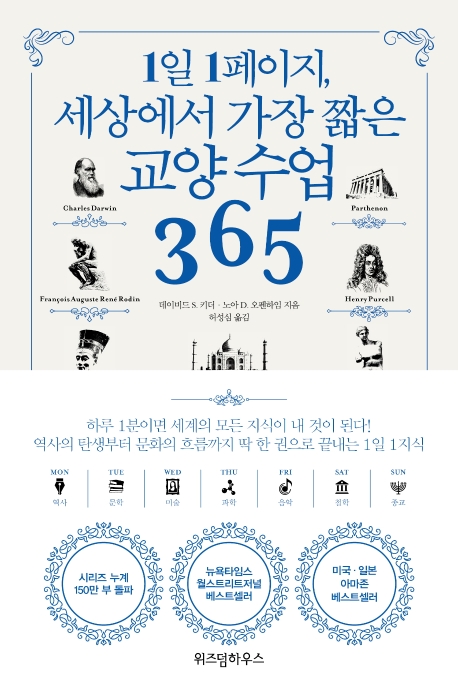 1일 1페이지,
세상에서 가장 짧은
교양 수업
365
Charles Darwin
Parthenon
François Auguste René Rodin
Henry Purcell
데이비드 S. 키더 · 노아 D. 오펜하임 지음
허성심 옮김
하루 1분이면 세계의 모든 지식이 내 것이 된다!
역사의 탄생부터 문화의 흐름까지 딱 한 권으로 끝내는 1일 1지식
MON TUE WED THU FRI SAT SUN
역사 문학 미술 과학 음악 철학 종교
시리즈 누계
150만 부 돌파
뉴욕타임스
월스트리트저널
베스트셀러
미국 · 일본
아마존
베스트셀러
위즈덤하우스